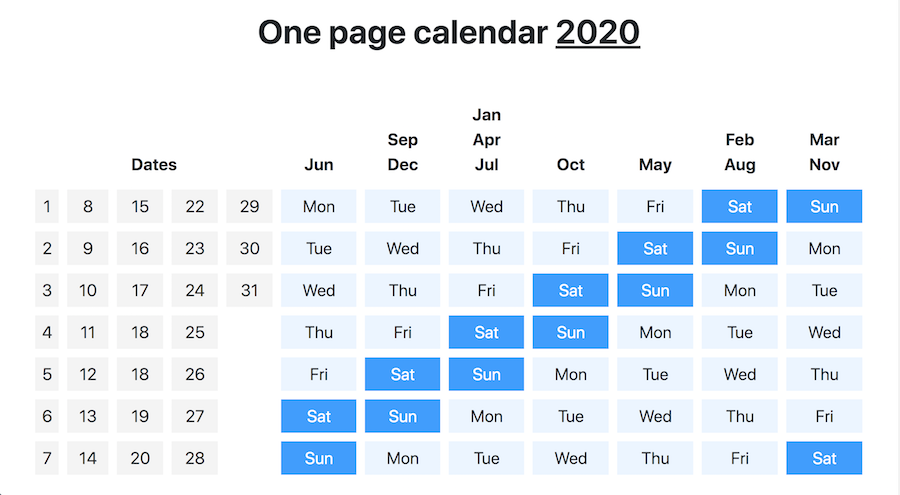 One page calendar 2020
Jan
Sep Apr Feb Mar
Dates Jun Dec Jul Oct May Aug Nov
1 8 15 22 29 Mon Tue Wed Thu Fri Sat Sun
2 9 16 23 30 Tue Wed Thu Fri Sat Sun Mon
3 10 17 24 31 Wed Thu Fri Sat Sun Mon Tue
4 11 18 25 Thu Fri Sat Sun Mon Tue Wed
5 12 18 26 Fri Sat Sun Mon Tue Wed Thu
6 13 19 27 Sat Sun Mon Tue Wed Thu Fri
7 14 20 28 Sun Mon Tue Wed Thu Fri Sat